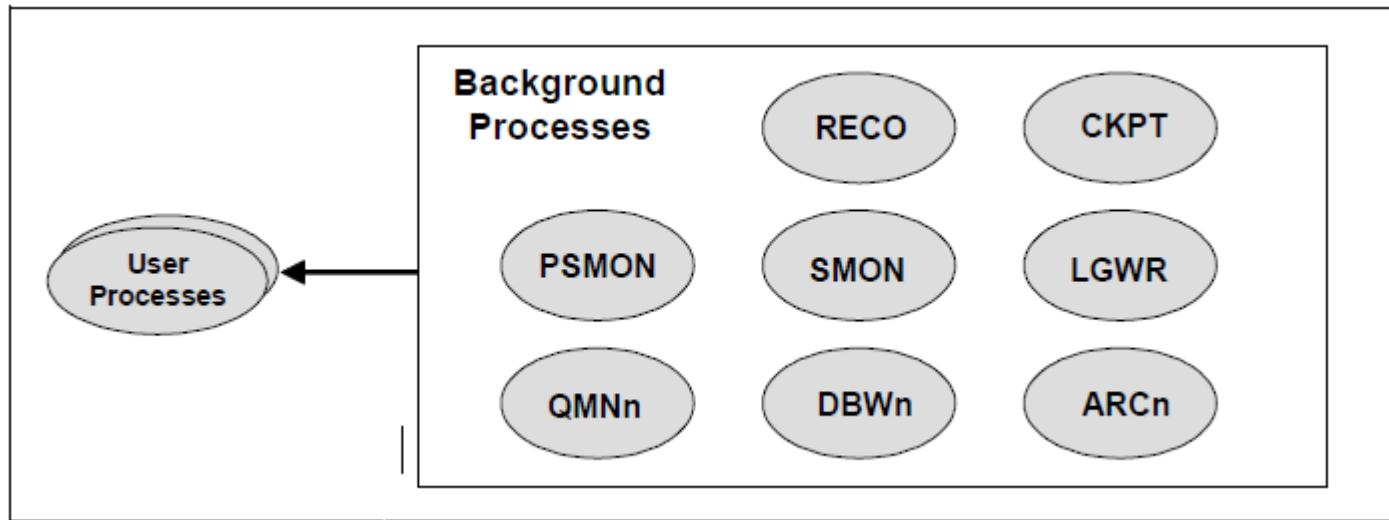 Background
Processes
RECO
CKPT
PSMON
SMON
LGWR
User
Processes
QMNn
DBWn
ARCn